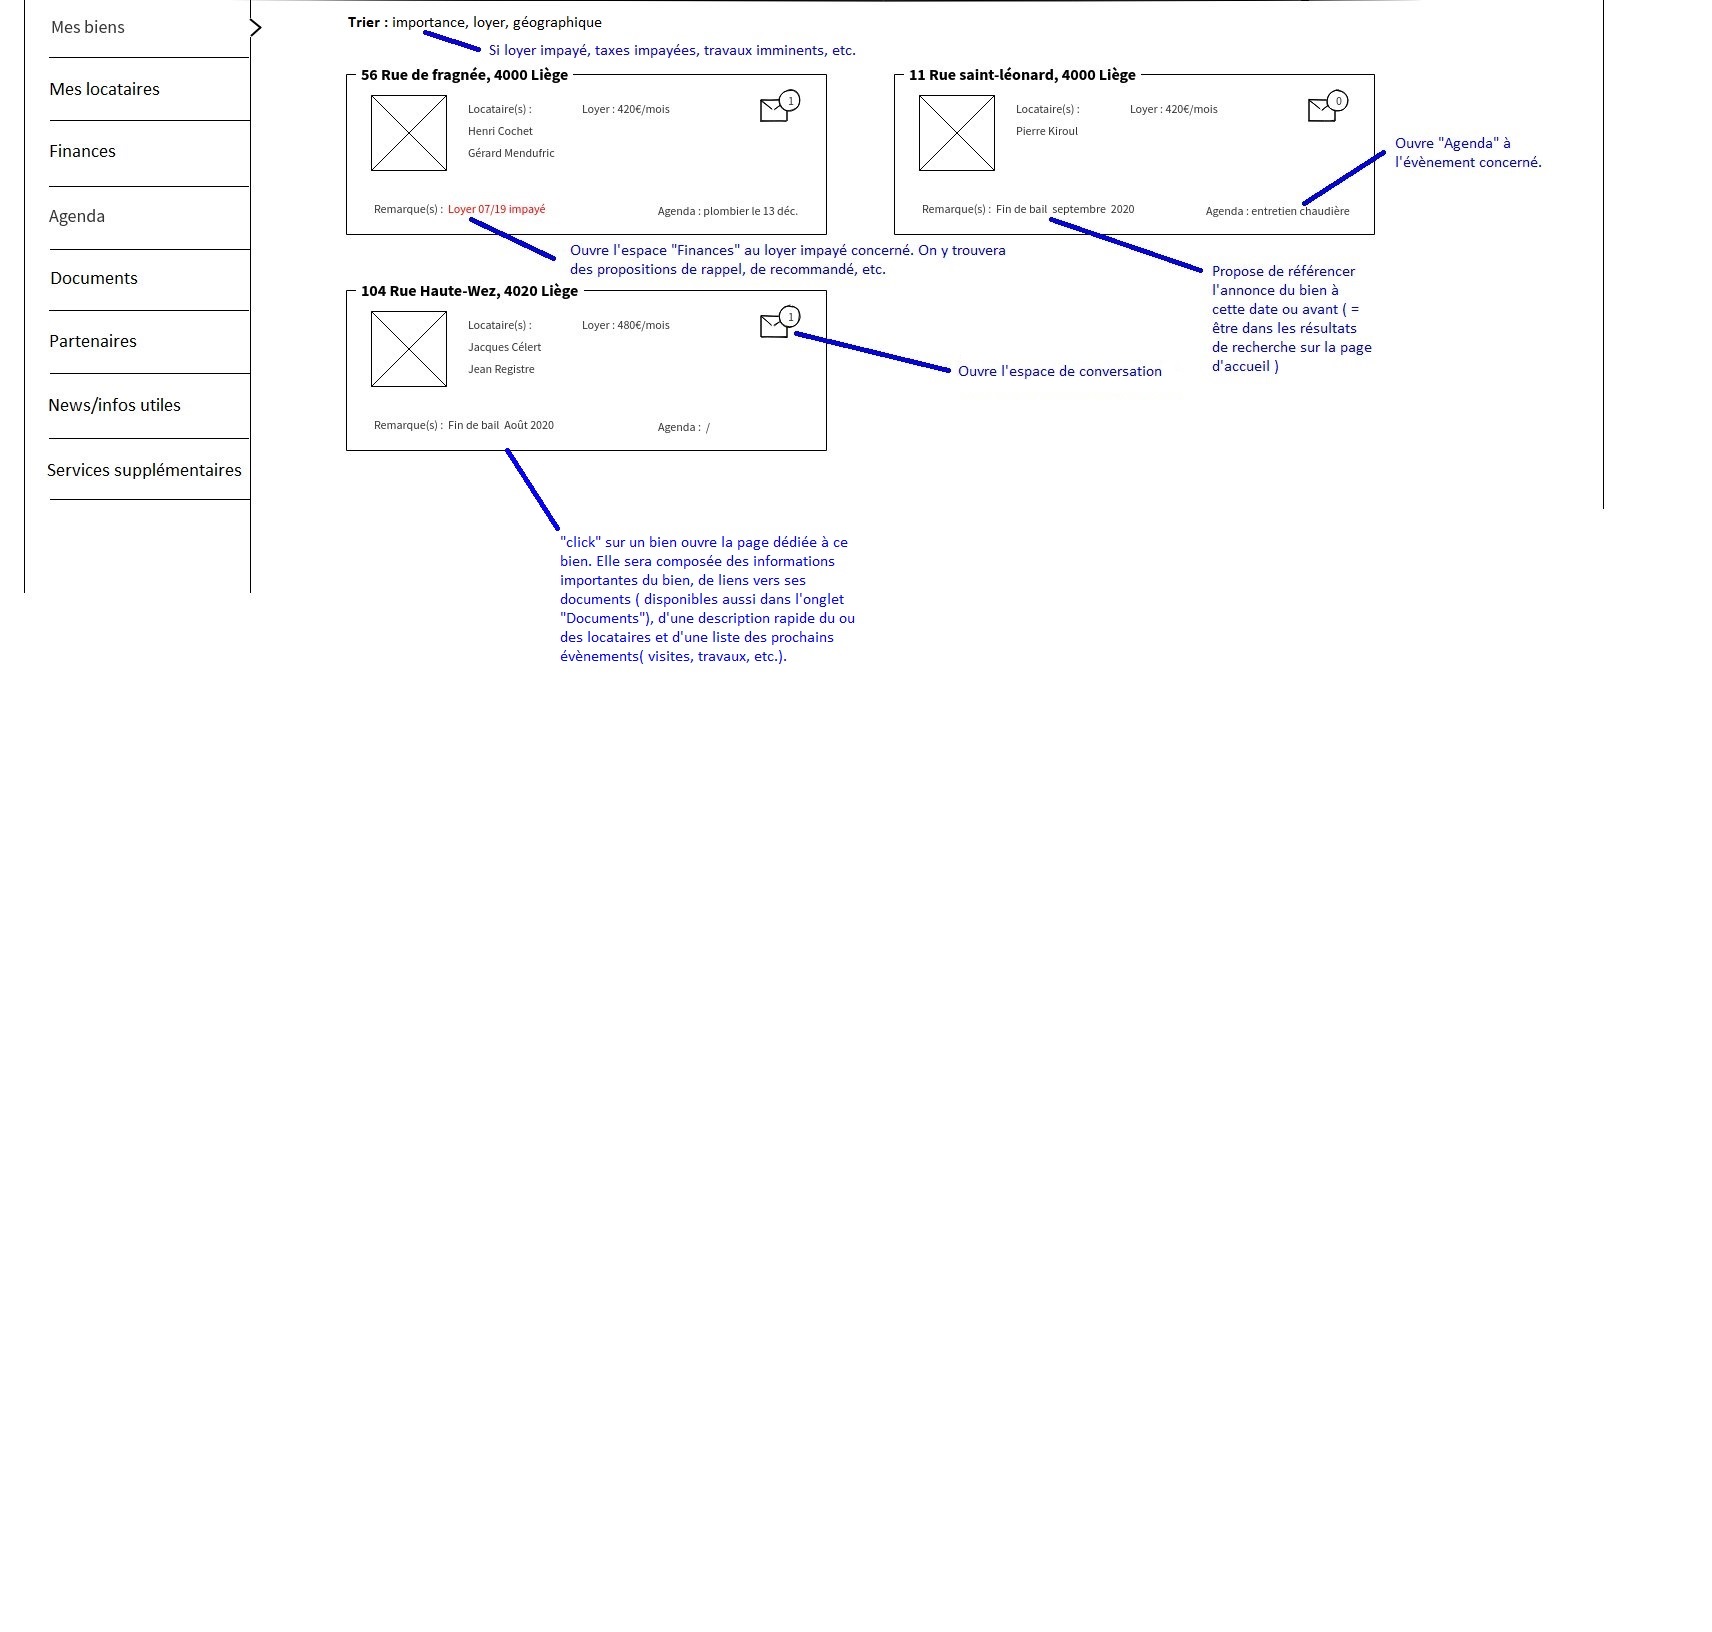 Mes biens
Mes locataires
Finances
Agenda
Documents
Partenaires
News/infos utiles
Services supplémentaires
Trier : importance, loyer, géographique
Si loyer impayé, taxes impayées, travaux imminents, etc.
56 Rue de fragnée, 4000 Liège
Locataire(s) :
Loyer : 420€/mois
1
Henri Cochet
Gérard Mendufric
Remarque(s) : Loyer 07/19 impayé
Agenda : plombier le 13 déc.
Ouvre l'espace "Finances" au loyer impayé concerné. On y trouvera
des propositions de rappel, de recommandé, etc.
11 Rue saint-léonard, 4000 Liège
Locataire(s) :
Loyer : 420€/mois
0
Pierre Kiroul
Remarque(s) : Fin de bail septembre 2020
Agenda : entretien chaudière
Ouvre "Agenda" à
l'évènement concerné.
Propose de référencer
l'annonce du bien à
cette date ou avant ( =
être dans les résultats
de recherche sur la page
d'accueil )
104 Rue Haute-Wez, 4020 Liège
Locataire(s) :
Loyer : 480€/mois
1
Jacques Célert
Jean Registre
Remarque(s) : Fin de bail Août 2020
Agenda : /
Ouvre l'espace de conversation
"click" sur un bien ouvre la page dédiée à ce
bien. Elle sera composée des informations
importantes du bien, de liens vers ses
documents ( disponibles aussi dans l'onglet
"Documents"), d'une description rapide du ou
des locataires et d'une liste des prochains
évènements( visites, travaux, etc.).